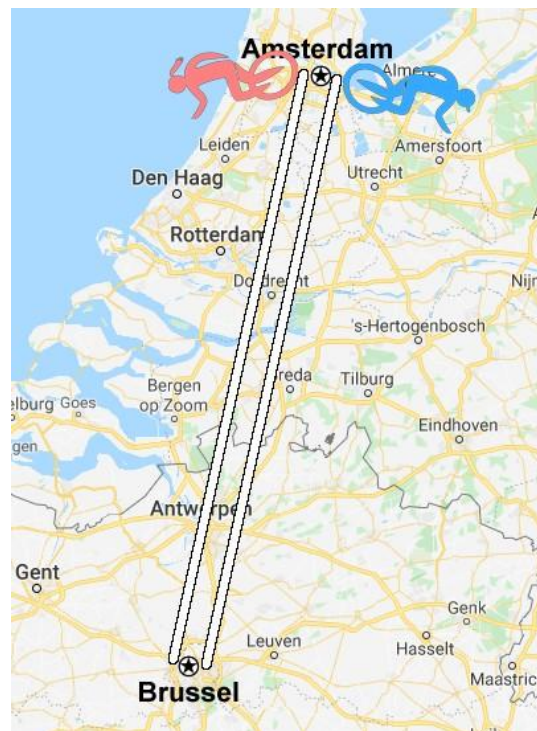 Amsterdam
Almere
Leiden
Amersfoort
Utrecht
Den Haag
Rotterdam
Dordrecht
Nijm
's-Hertogenbosch
Bergen
op Zoom
reda
Tilburg
elburg
Goes
Eindhoven
gen
Antwerpen
Gent
Genk
Leuven
Hasselt
Maastric
Brussel